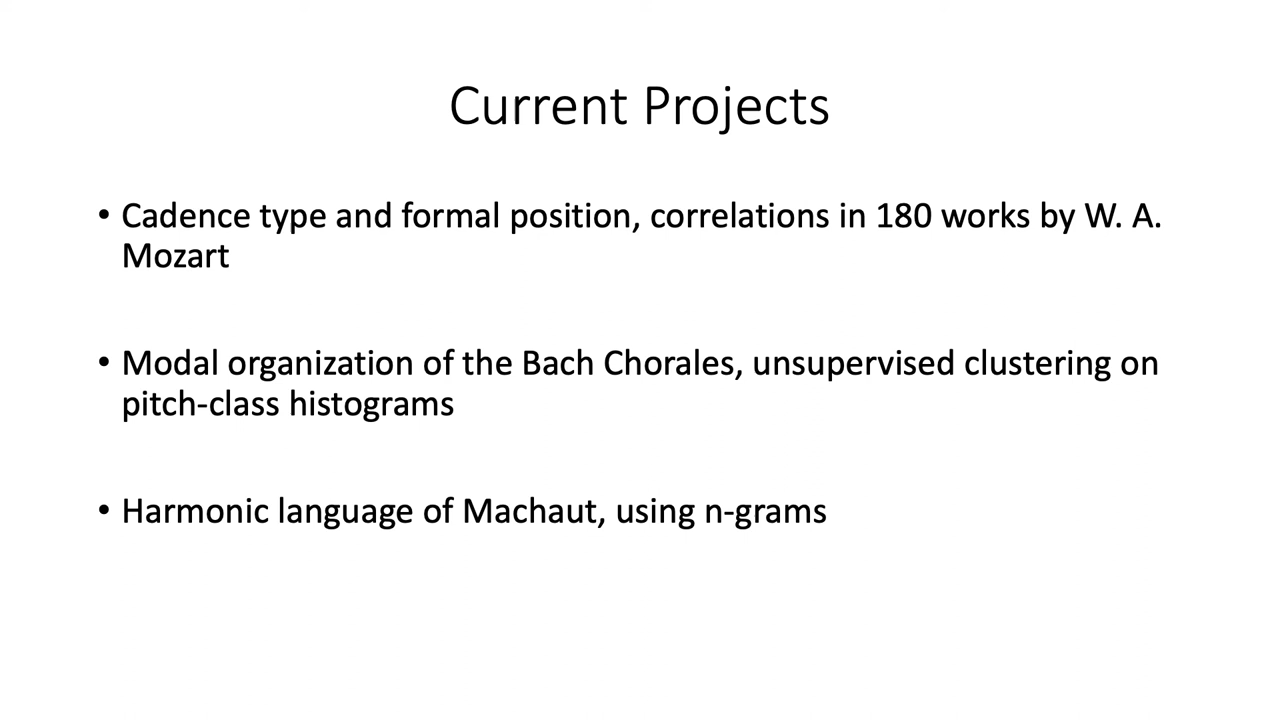 Current Projects
• Cadence type and formal position, correlations in 180 works by W. A.
Mozart
• Modal organization of the Bach Chorales, unsupervised clustering on
pitch-class histograms
• Harmonic language of Machaut, using n-grams